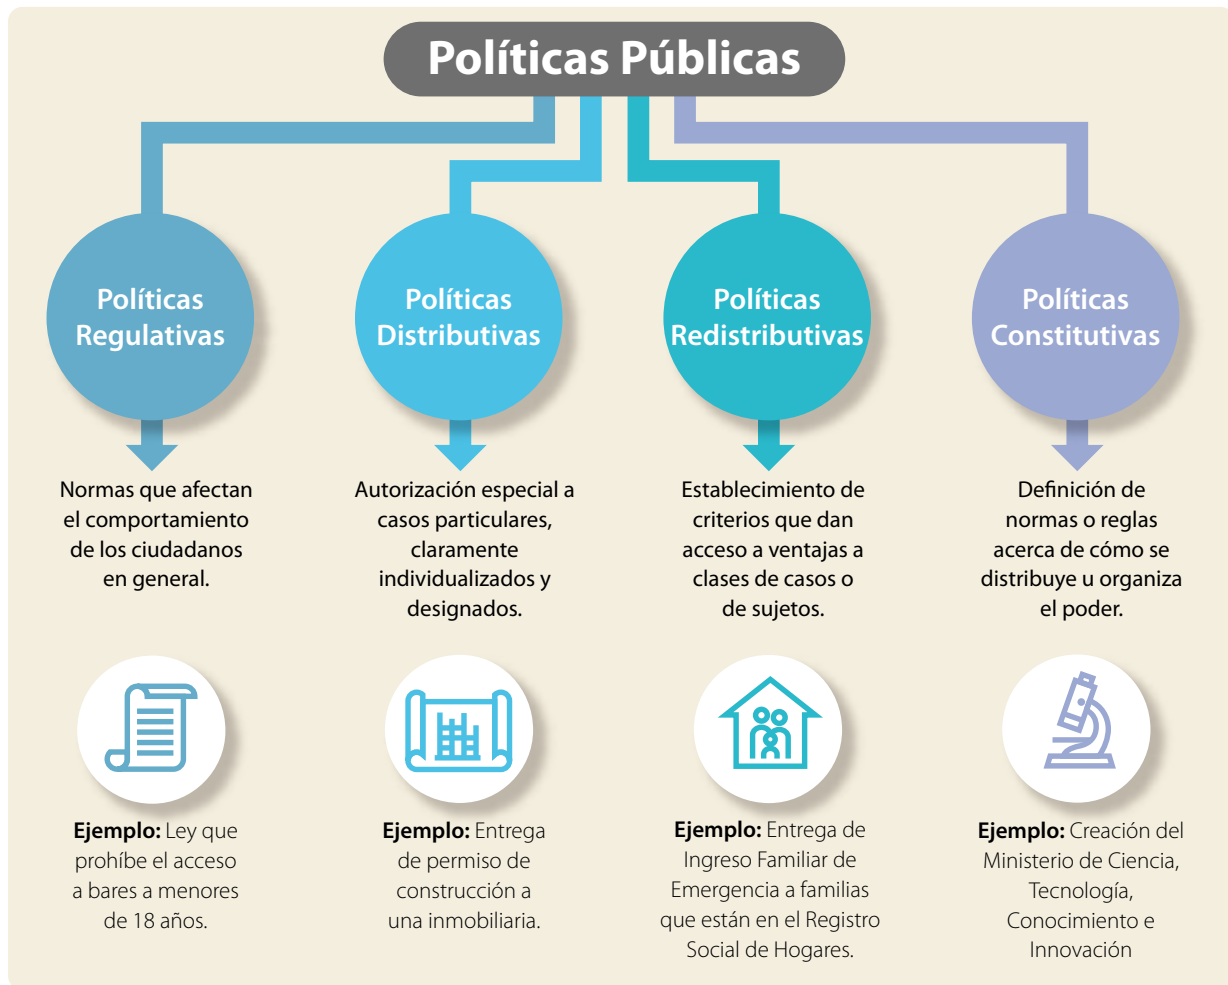 Políticas Públicas
Políticas
Regulativas
Normas que afectan
el comportamiento
de los ciudadanos
en general.
Ejemplo: Ley que
prohíbe el acceso
a bares a menores
de 18 años.
Políticas
Distributivas
Autorización especial a
casos particulares,
claramente
individualizados y
designados.
Ejemplo: Entrega
de permiso de
construcción a
una inmobiliaria.
Políticas
Redistributivas
Establecimiento de
criterios que dan
acceso a ventajas a
clases de casos o
de sujetos.
Ejemplo: Entrega de
Ingreso Familiar de
Emergencia a familias
que están en el Registro
Social de Hogares.
Políticas
Constitutivas
Definición de
normas o reglas
acerca de cómo se
distribuye u organiza
el poder.
Ejemplo: Creación del
Ministerio de Ciencia,
Tecnología,
Conocimiento e
Innovación